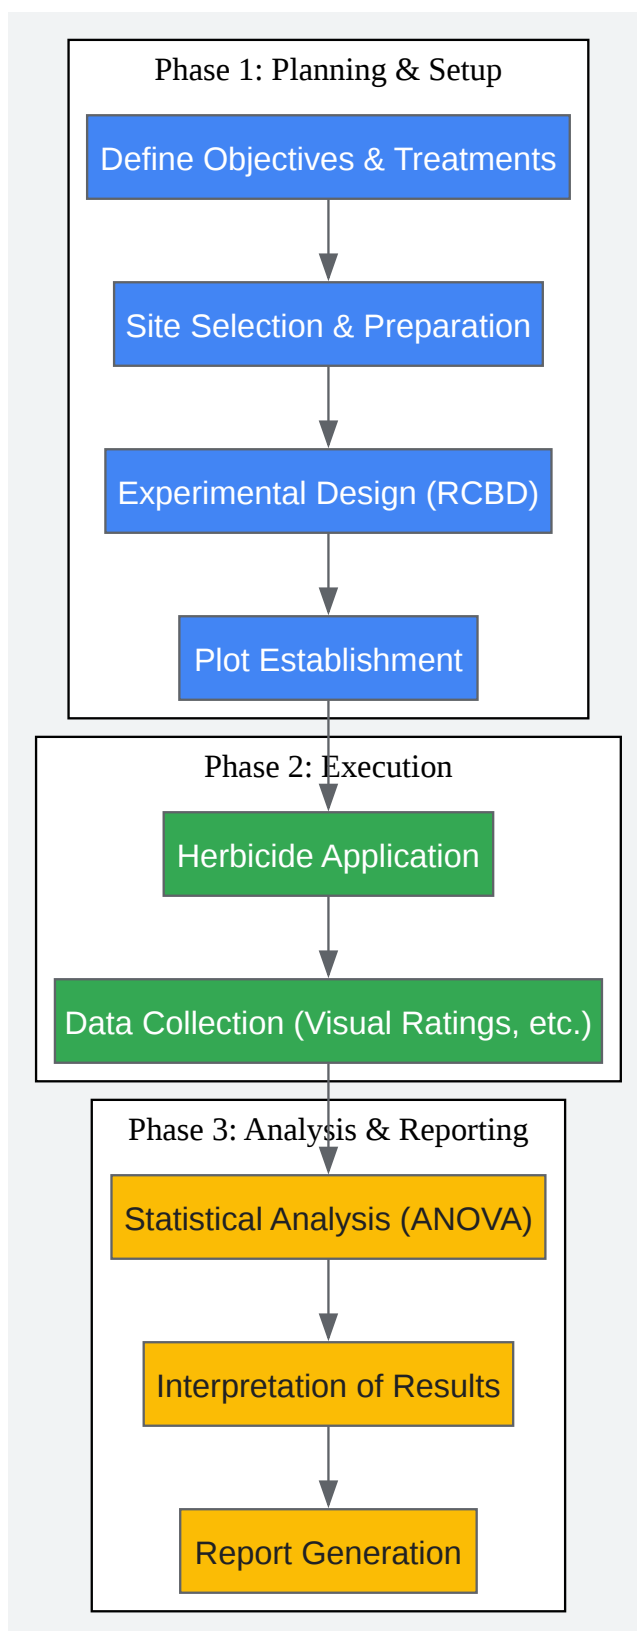 Phase 1: Planning & Setup
Define Objectives & Treatments
Site Selection & Preparation
Experimental Design (RCBD)
Plot Establishment
Phase 2: Execution
Herbicide Application
Data Collection (Visual Ratings, etc.)
Phase 3: Analysis & Reporting
Statistical Analysis (ANOVA)
Interpretation of Results
Report Generation